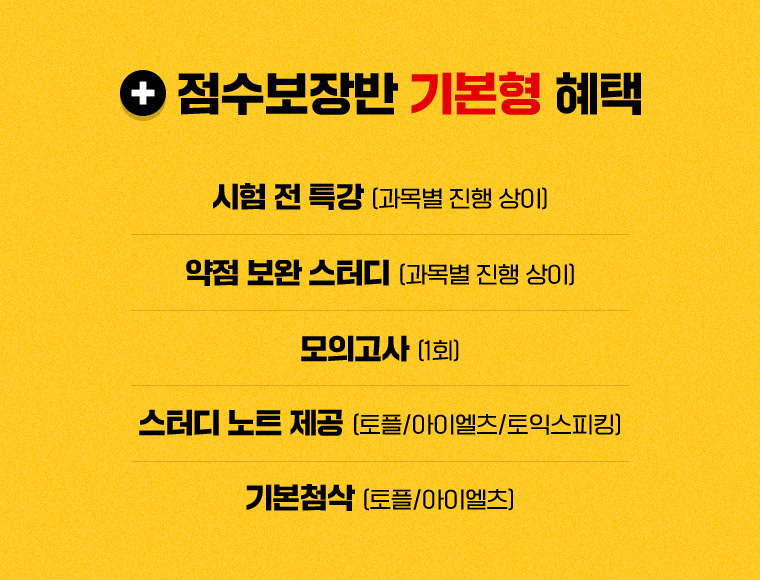 점수보장반 기본형 혜택
시험 전 특강 (과목별 진행 상이)
약점 보완 스터디 (과목별 진행 상이)
모의고사 (1회)
스터디 노트 제공 (토플/아이엘츠/토익스피킹)
기본첨삭 (토플/아이엘츠)